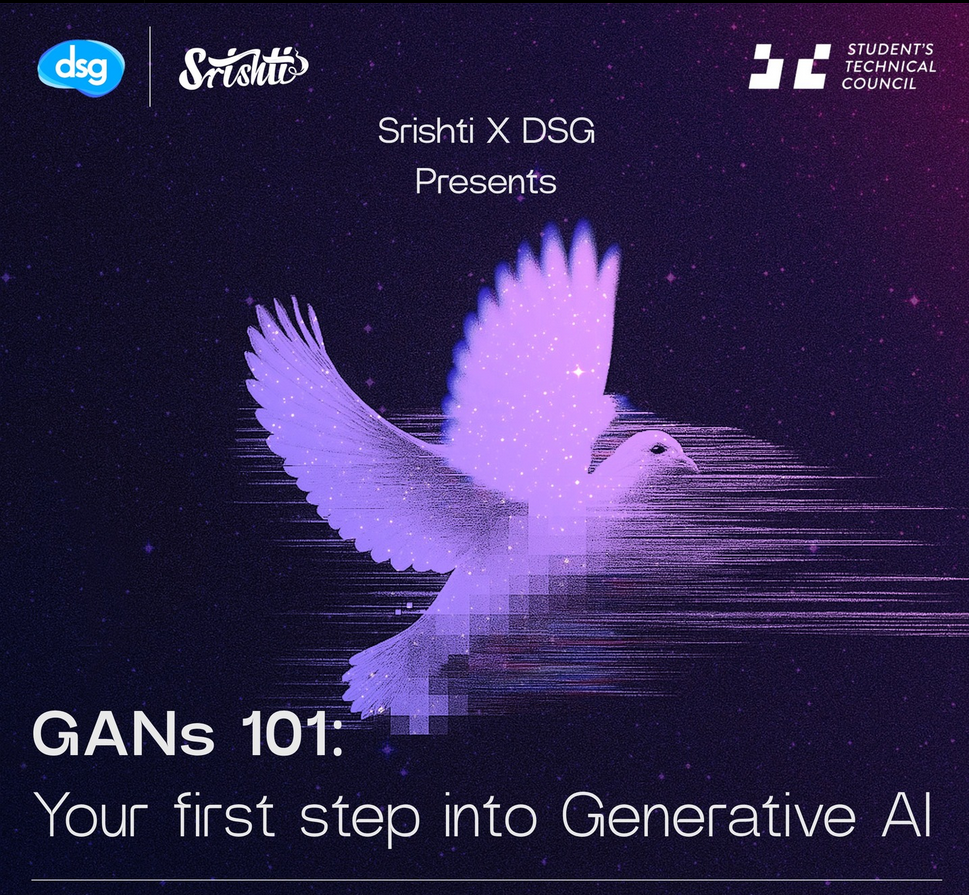 dsg
Srishti
STUDENT'S
TECHNICAL
COUNCIL
Srishti X DSG
Presents
GANs 101:
Your first step into Generative AI